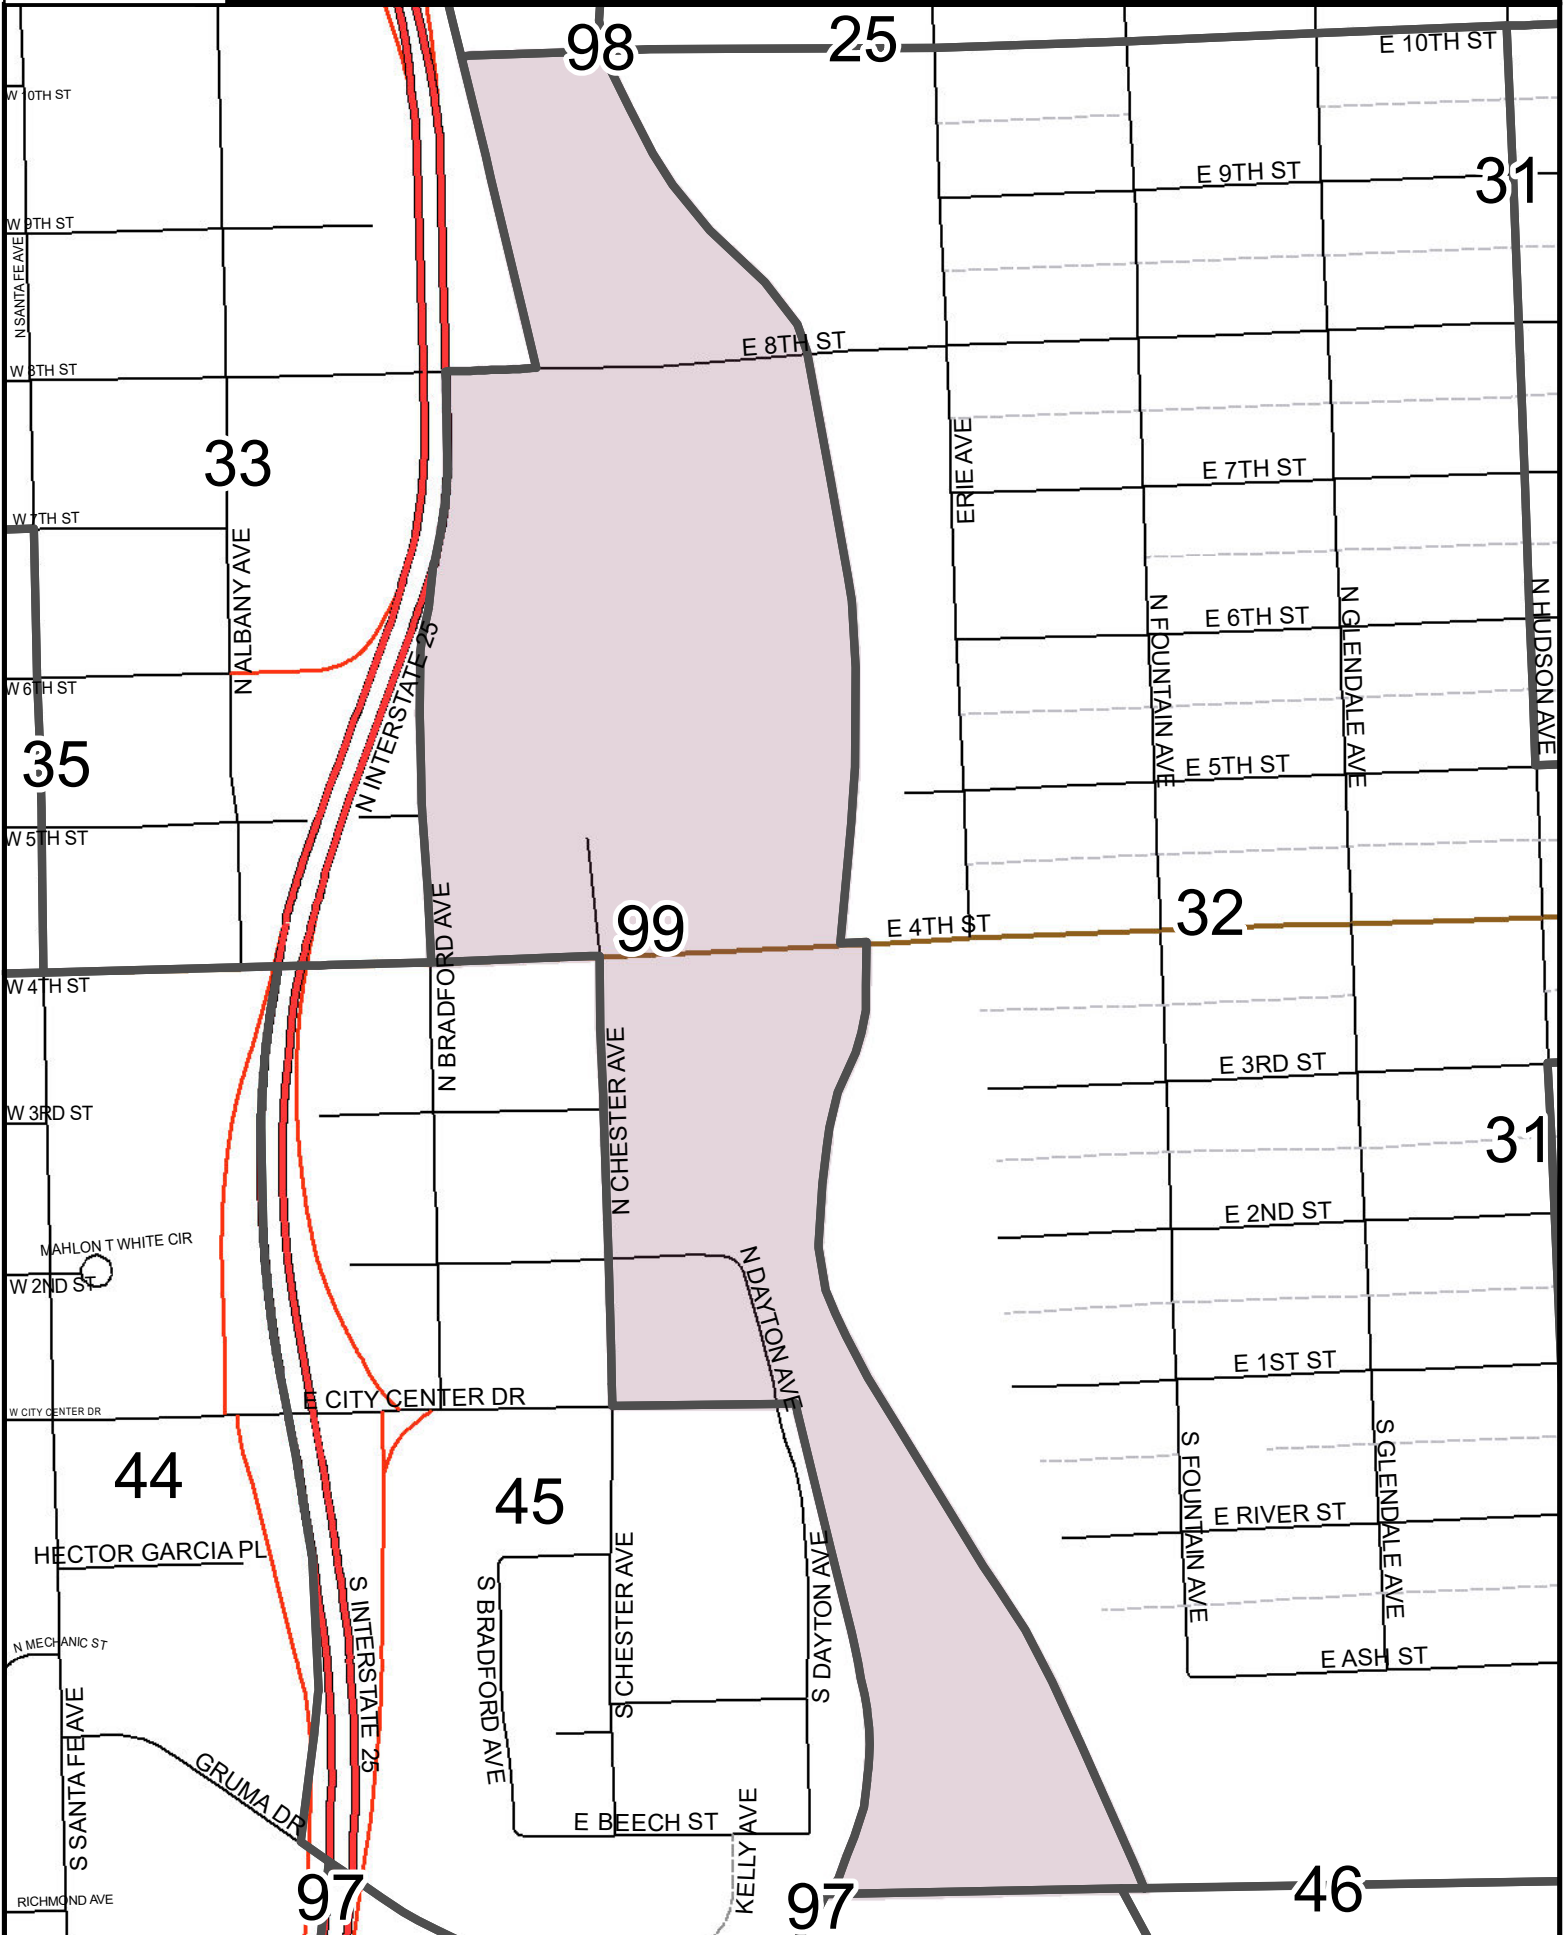 98
25
E 10TH ST
W 10TH ST
E 9TH ST
31
W 9TH ST
N SANTA FE AVE
E 8TH ST
W 8TH ST
33
ERIE AVE
E 7TH ST
W 7TH ST
N ALBANY AVE
N INTERSTATE 25
N FOUNTAIN AVE
E 6TH ST
N GLENDALE AVE
N HUDSON AVE
W 6TH ST
35
E 5TH ST
W 5TH ST
N BRADFORD AVE
99
E 4TH ST
32
W 4TH ST
N CHESTER AVE
E 3RD ST
W 3RD ST
31
E 2ND ST
MAHLON T WHITE CIR
W 2ND ST
N DAYTON AVE
E 1ST ST
E CITY CENTER DR
W CITY CENTER DR
44
45
S FOUNTAIN AVE
S GLENDALE AVE
E RIVER ST
HECTOR GARCIA PL
S INTERSTATE 25
S BRADFORD AVE
S CHESTER AVE
S DAYTON AVE
N MECHANIC ST
E ASH ST
S SANTA FE AVE
GRUMA DR
E BEECH ST
KELLY AVE
RICHMOND AVE
97
97
46